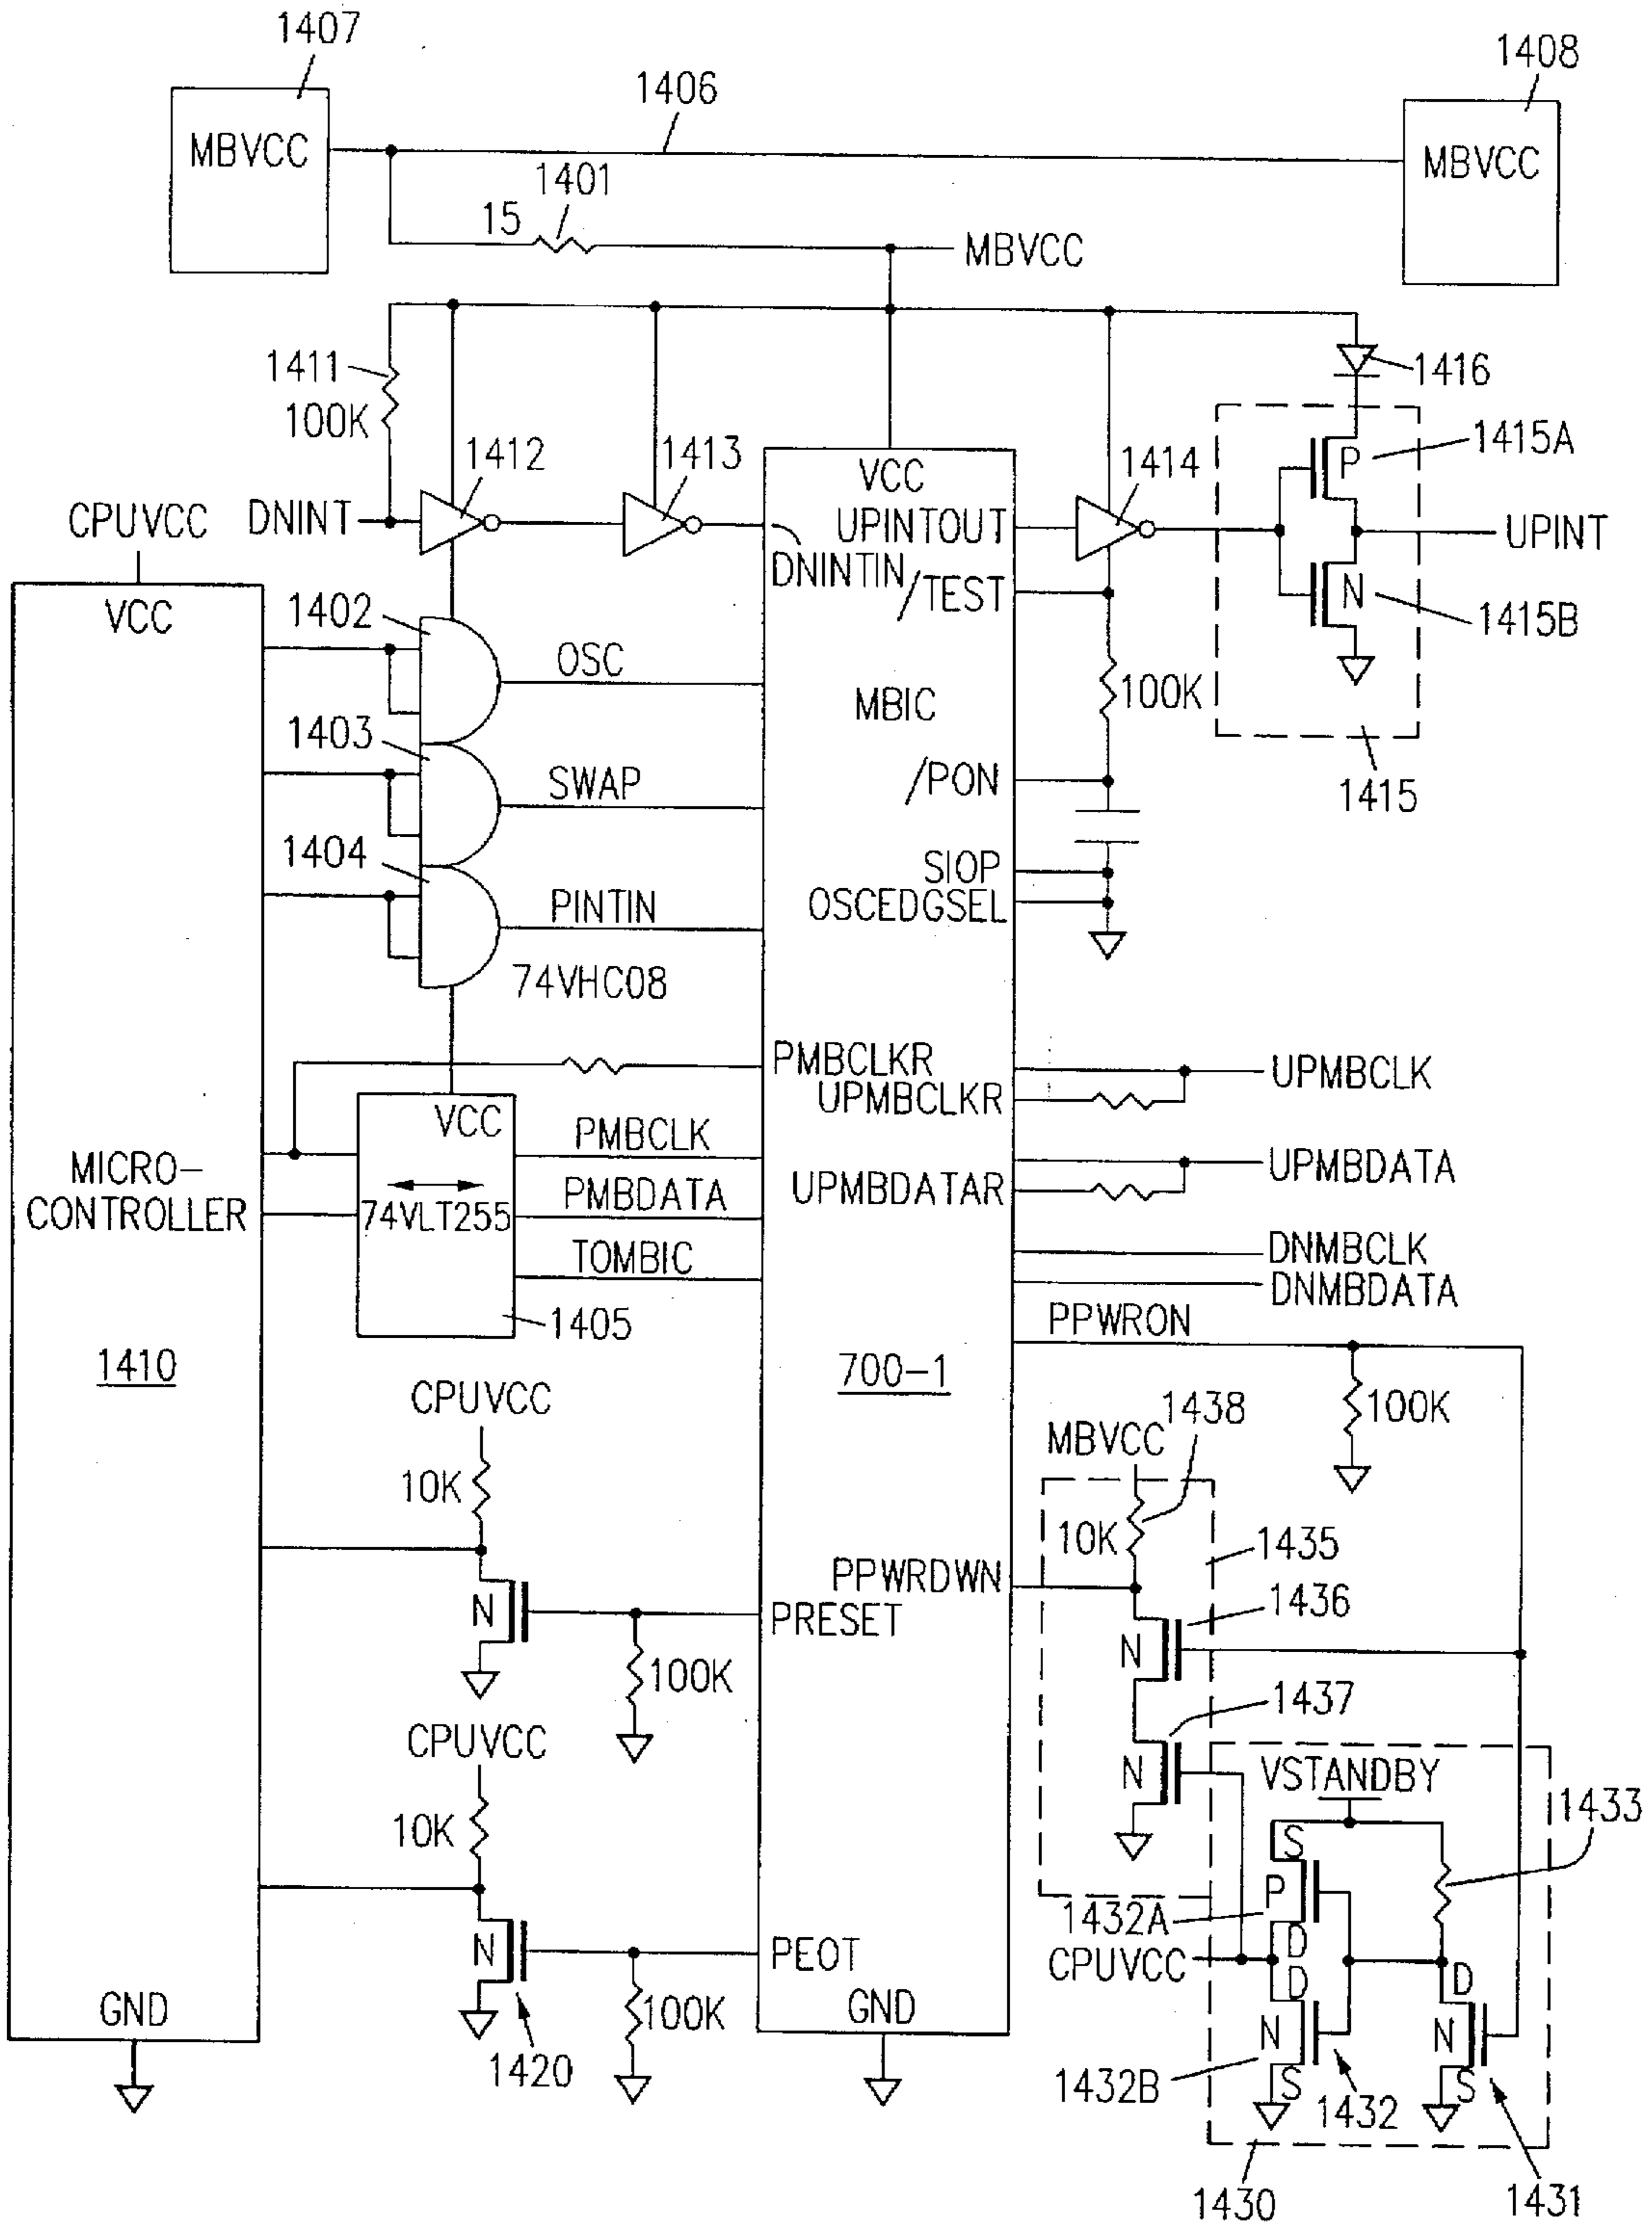 1407
1408
1406
MBVCC
MBVCC
1401
15
MBVCC
1411
100K
1416
1412
1413
1414
1415A
P
VCC
CPUVCC
DNINT
UPINTOUT
UPINT
DNINTIN
/TEST
N
1415B
VCC
1402
OSC
MBIC
100K
1403
SWAP
/PON
1415
1404
SIOP
PINTIN
OSCEDGSEL
74VHC08
PMBCLKR
UPMBCLK
UPMBCLKR
VCC
PMBCLK
UPMBDATA
MICRO-
CONTROLLER
74VLT255
PMBDATA
UPMBDATAR
TOMBIC
DNMBCLK
DNMBDATA
1405
PPWRON
1410
700-1
CPUVCC
100K
1438
MBVCC
10K
10K
1435
PPWRDWN
1436
N
PRESET
N
100K
1437
CPUVCC
N
VSTANDBY
1433
10K
S
P
1432A
D
N
PEOT
CPUVCC
D
D
GND
100K
GND
N
N
1420
1432B
S
1432
S
1430
1431